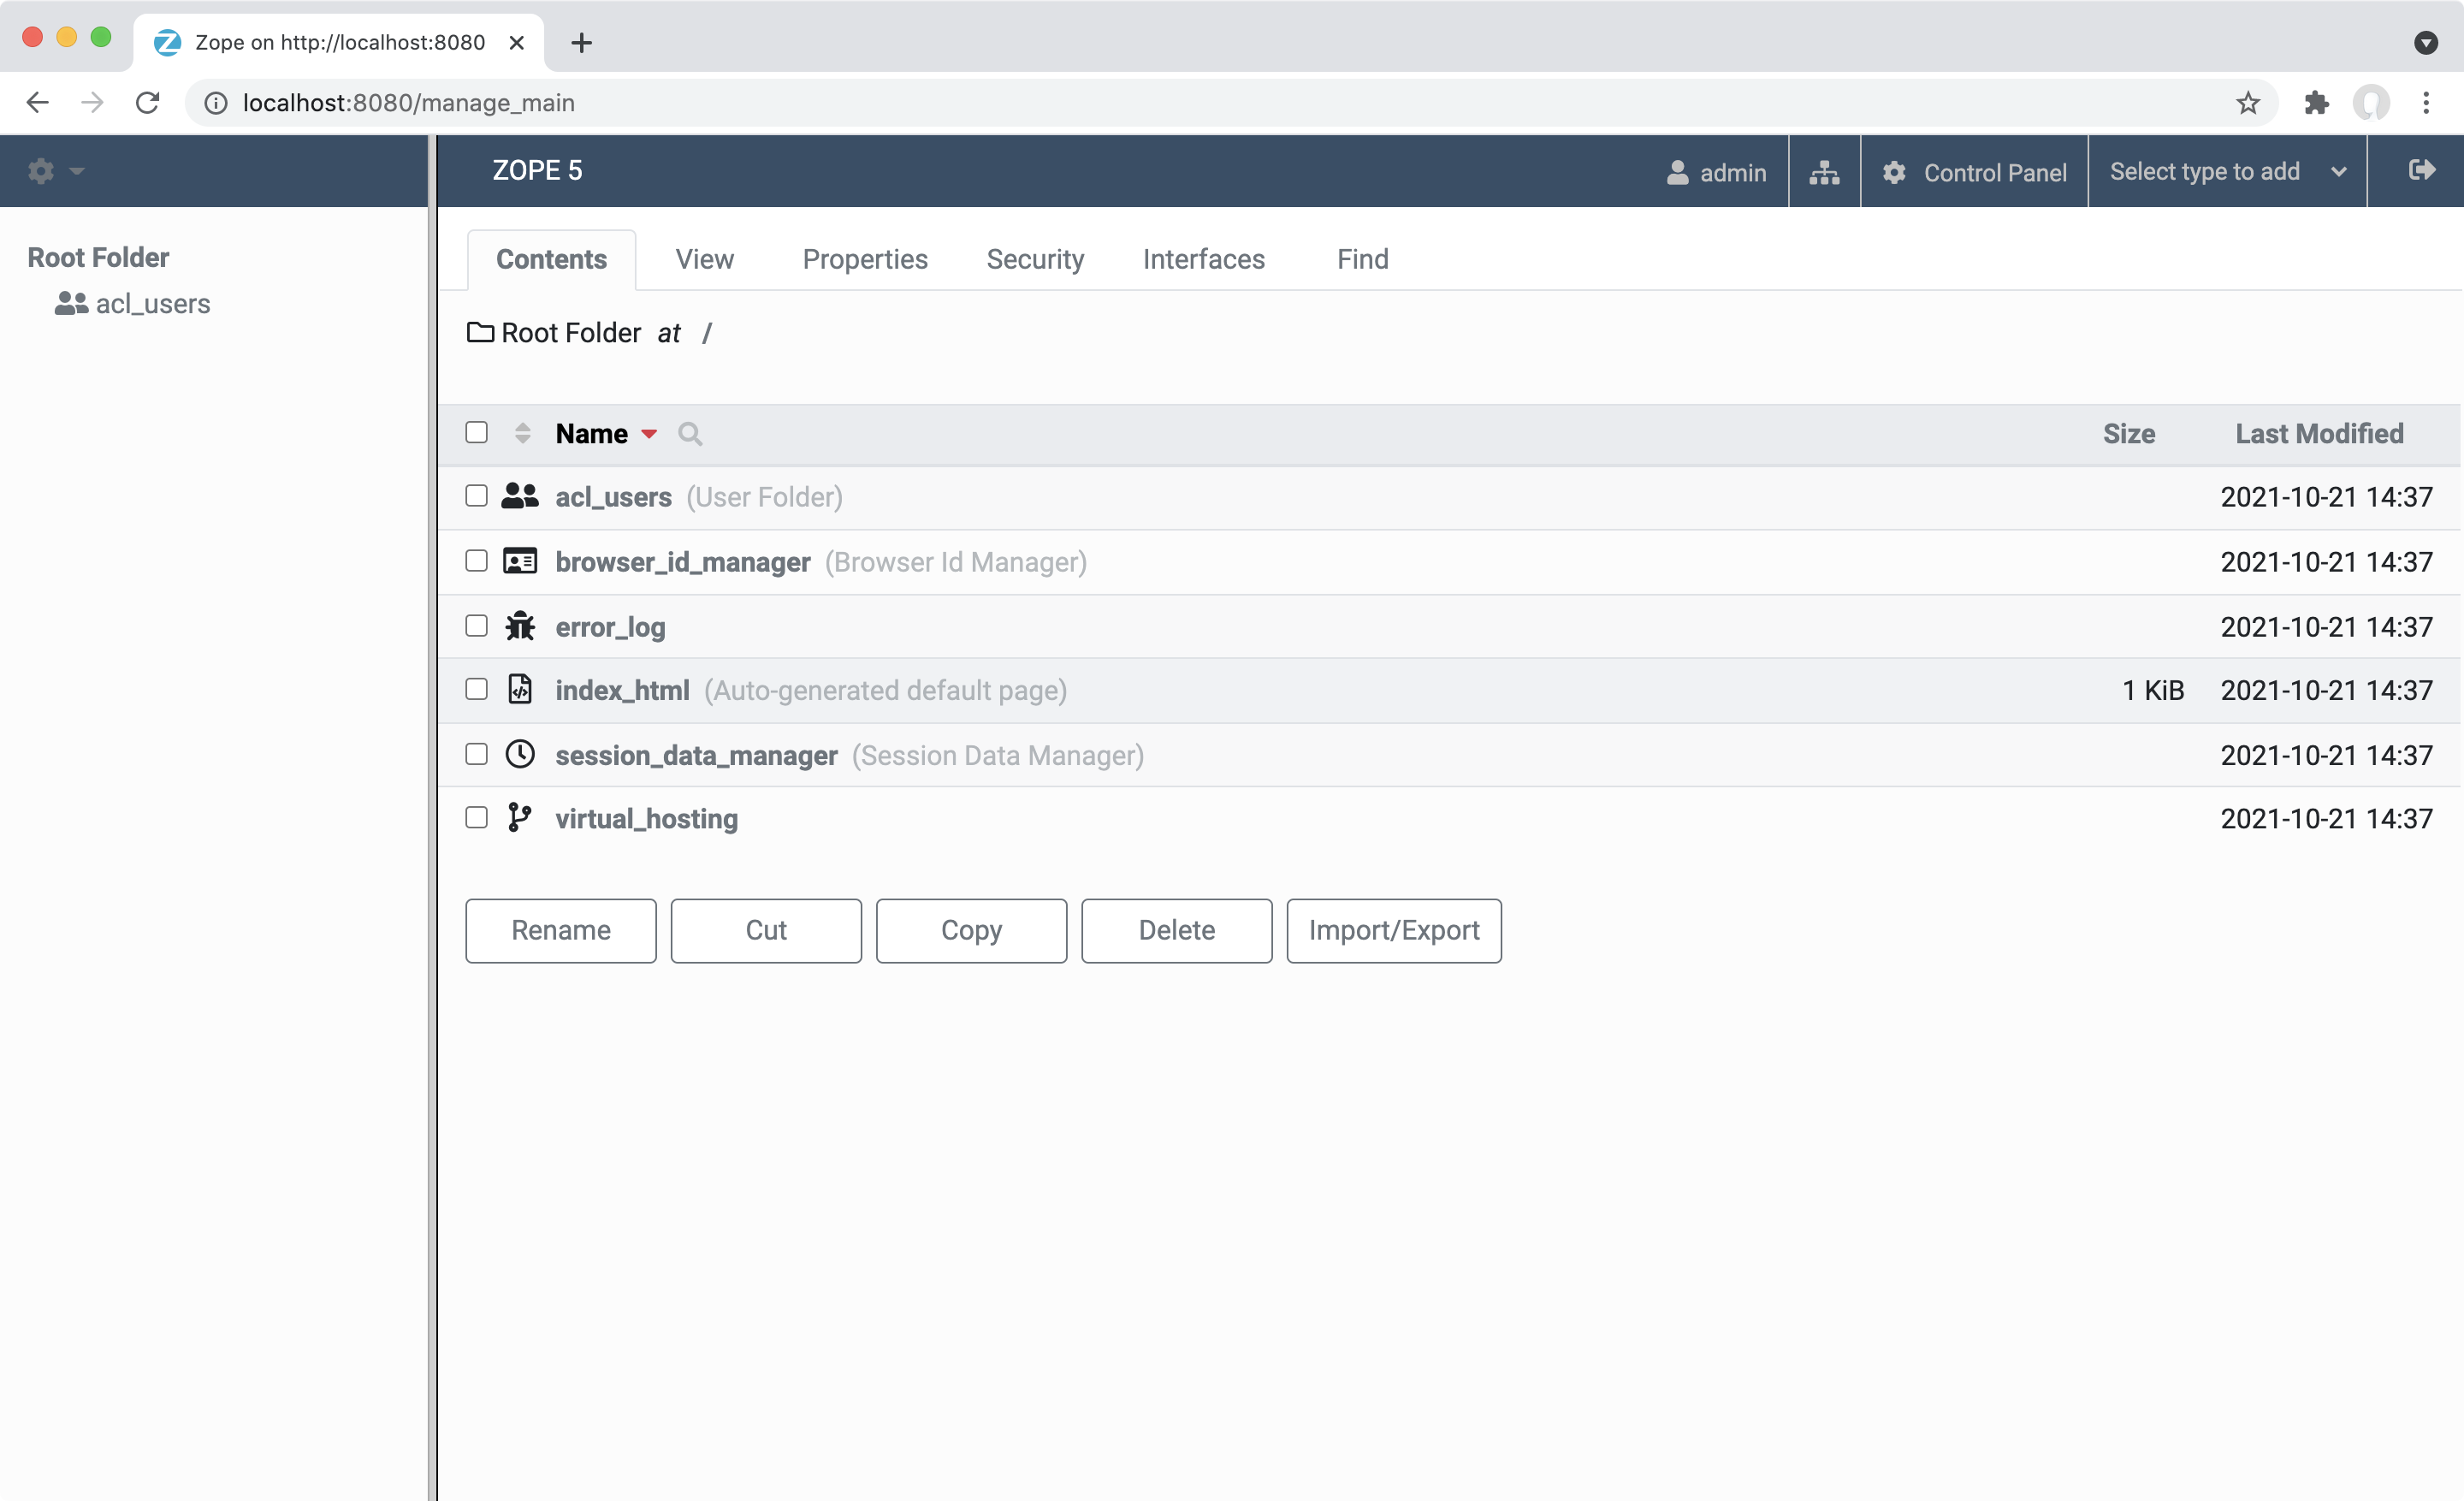 Zope on http://localhost:8080
localhost:8080/manage_main
ZOPE 5
admin
Control Panel
Select type to add
Root Folder
acl_users
Contents View Properties Security Interfaces Find
Root Folder at /
Name Size Last Modified
acl_users (User Folder) 2021-10-21 14:37
browser_id_manager (Browser Id Manager) 2021-10-21 14:37
error_log 2021-10-21 14:37
index_html (Auto-generated default page) 1 KiB 2021-10-21 14:37
session_data_manager (Session Data Manager) 2021-10-21 14:37
virtual_hosting 2021-10-21 14:37
Rename Cut Copy Delete Import/Export